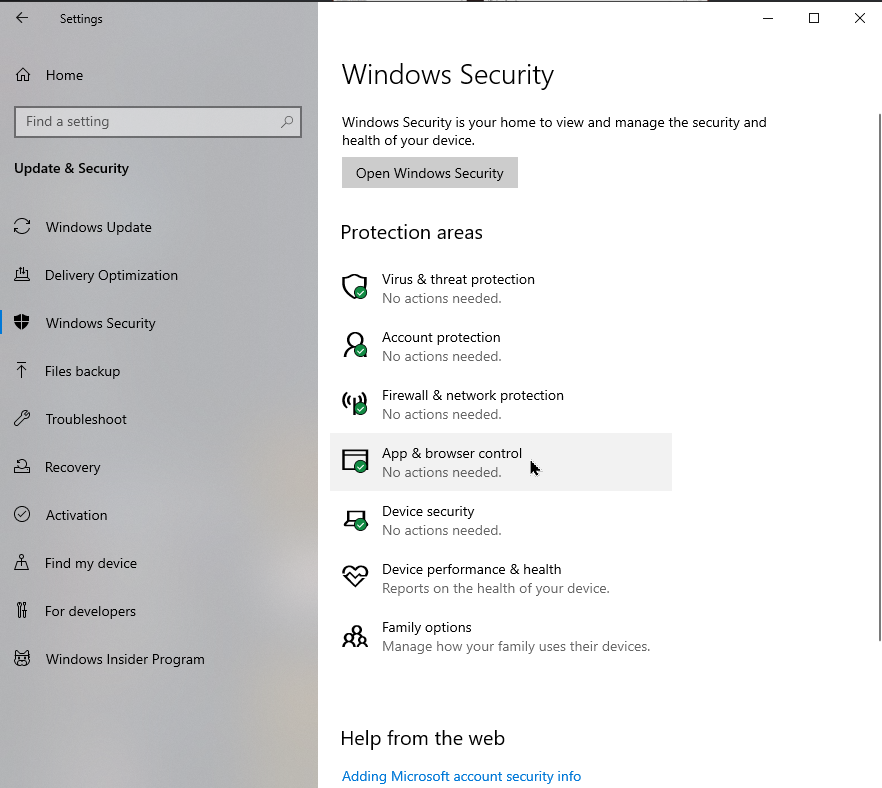 Settings
Home
Find a setting
Update & Security
Windows Update
Delivery Optimization
Windows Security
Files backup
Troubleshoot
Recovery
Activation
Find my device
For developers
Windows Insider Program
Windows Security
Windows Security is your home to view and manage the security and
health of your device.
Open Windows Security
Protection areas
Virus & threat protection
No actions needed.
Account protection
No actions needed.
Firewall & network protection
No actions needed.
App & browser control
No actions needed.
Device security
No actions needed.
Device performance & health
Reports on the health of your device.
Family options
Manage how your family uses their devices.
Help from the web
Adding Microsoft account security info